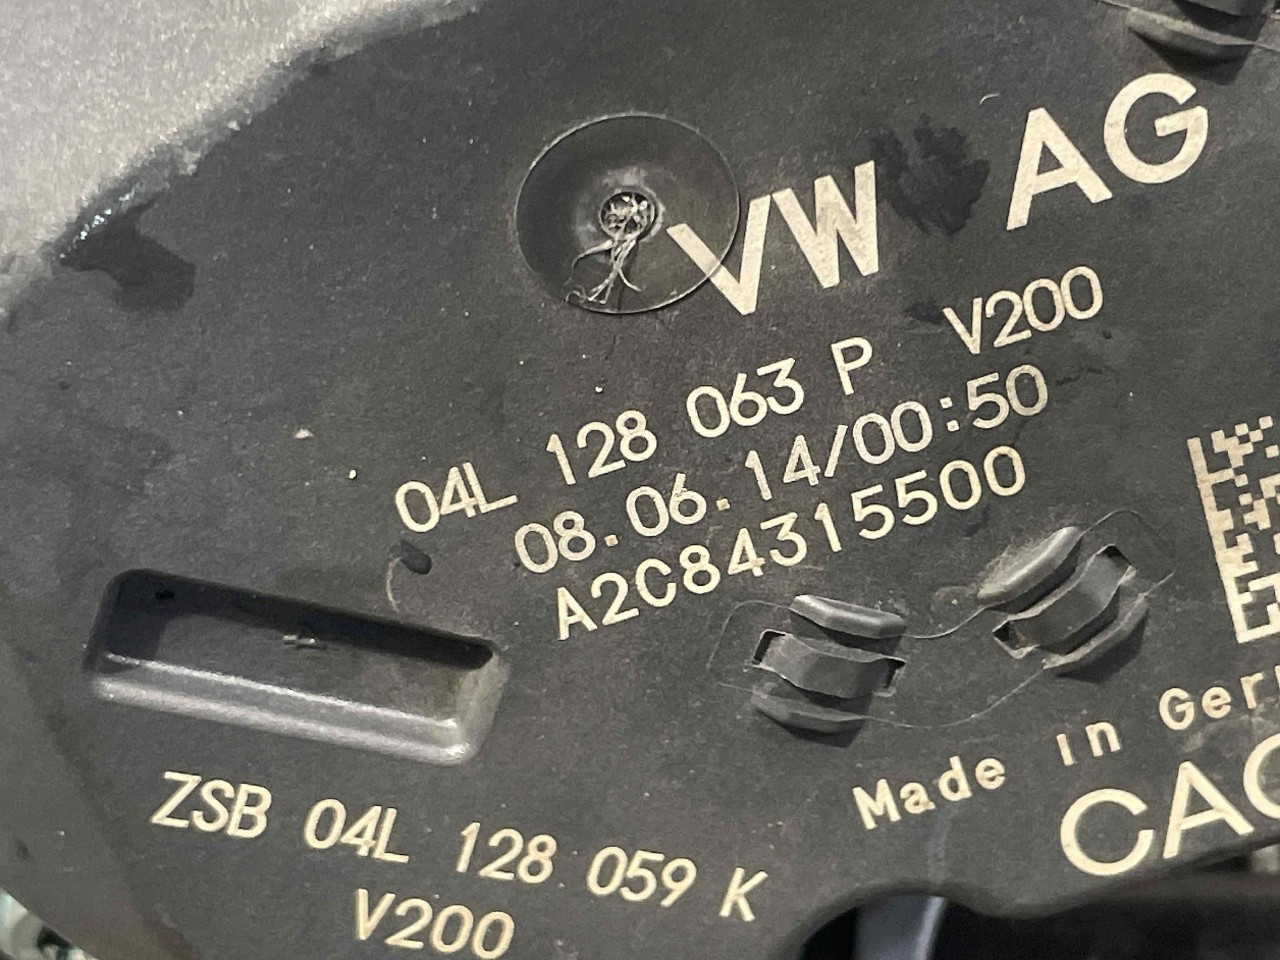 VW AG
04L 128 063 P V200
08.06.14/00:50
A2C84315500
Made in
ZSB 04L 128 059 K
V200